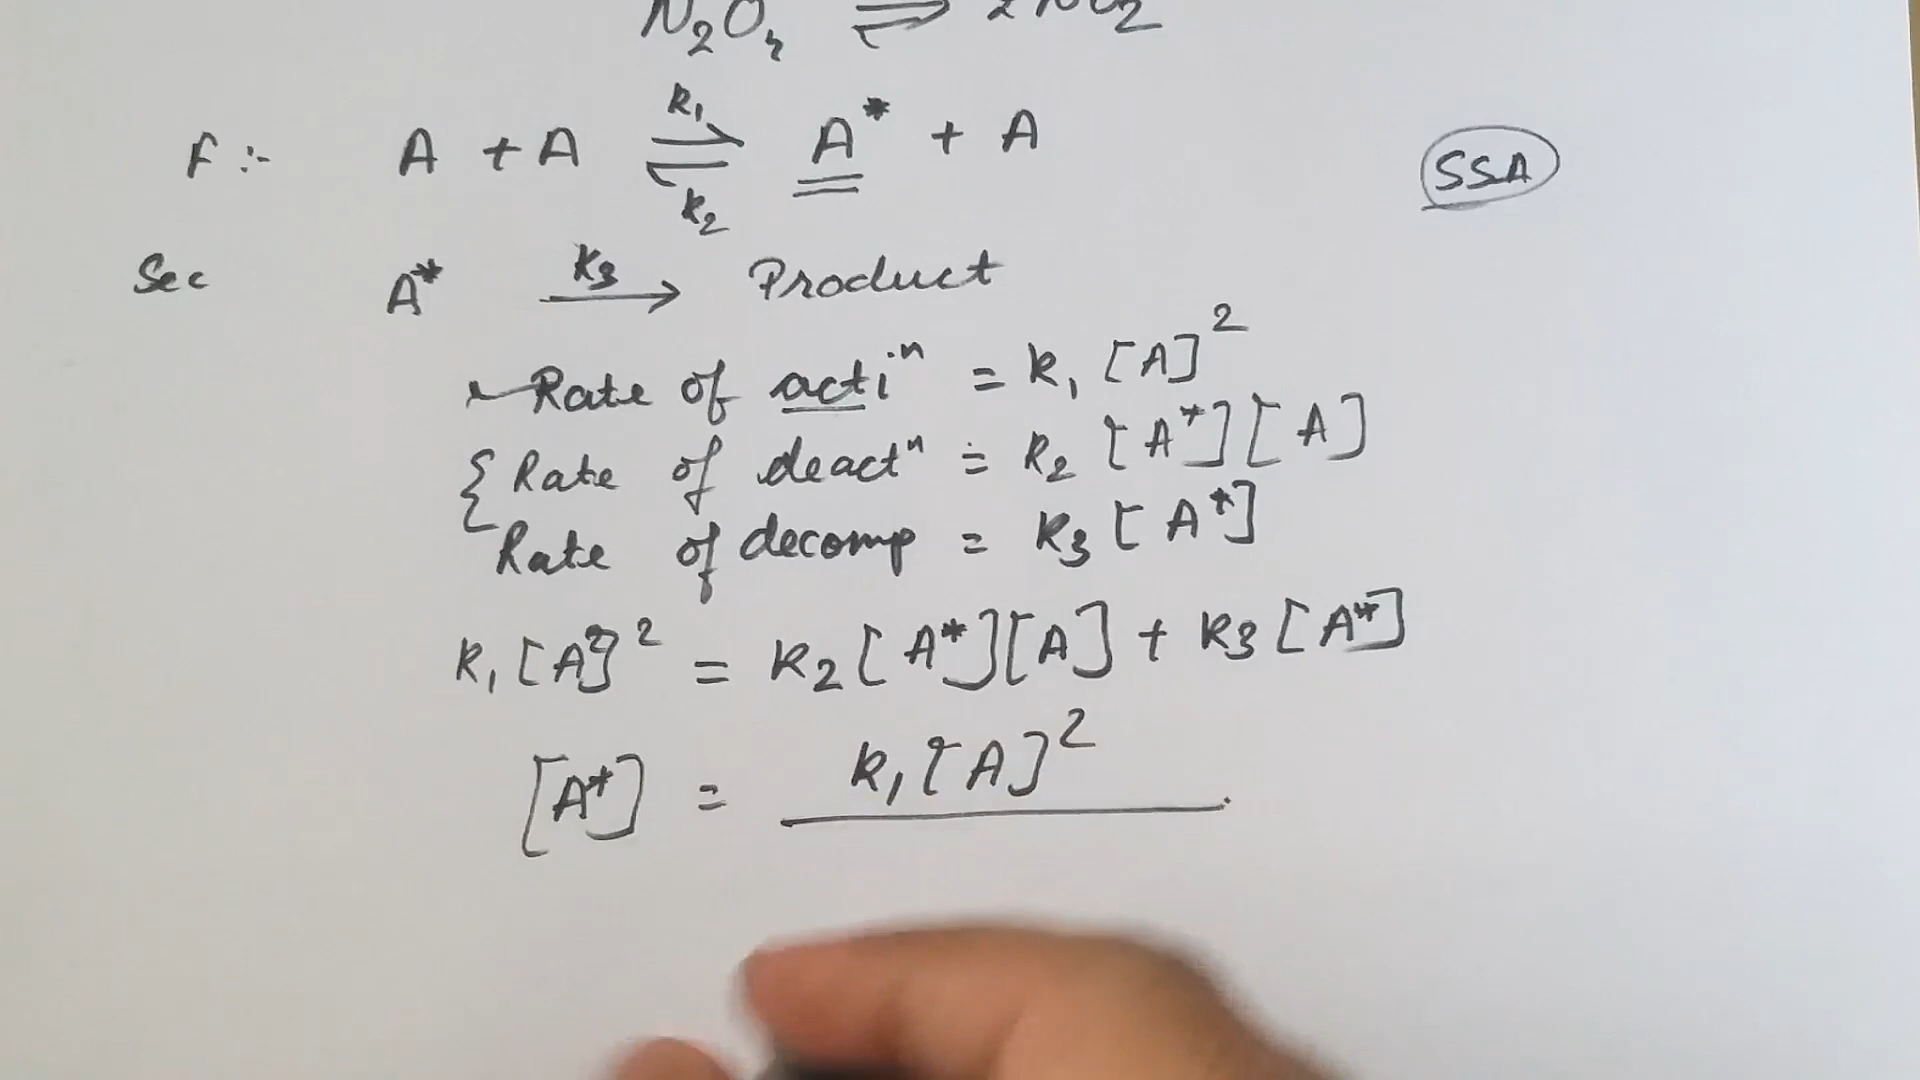 N₂O₄ ⇌ 2NO₂
F :- A + A k₁ ⇌ k₂ A* + A
SSA
Sec A* k₃ → Product
Rate of actiⁿ = k₁ [A]²
{ Rate of deactⁿ = k₂ [A*][A]
Rate of decomp = k₃ [A*]
k₁ [A]² = k₂ [A*][A] + k₃ [A*]
[A*] = k₁ [A]²